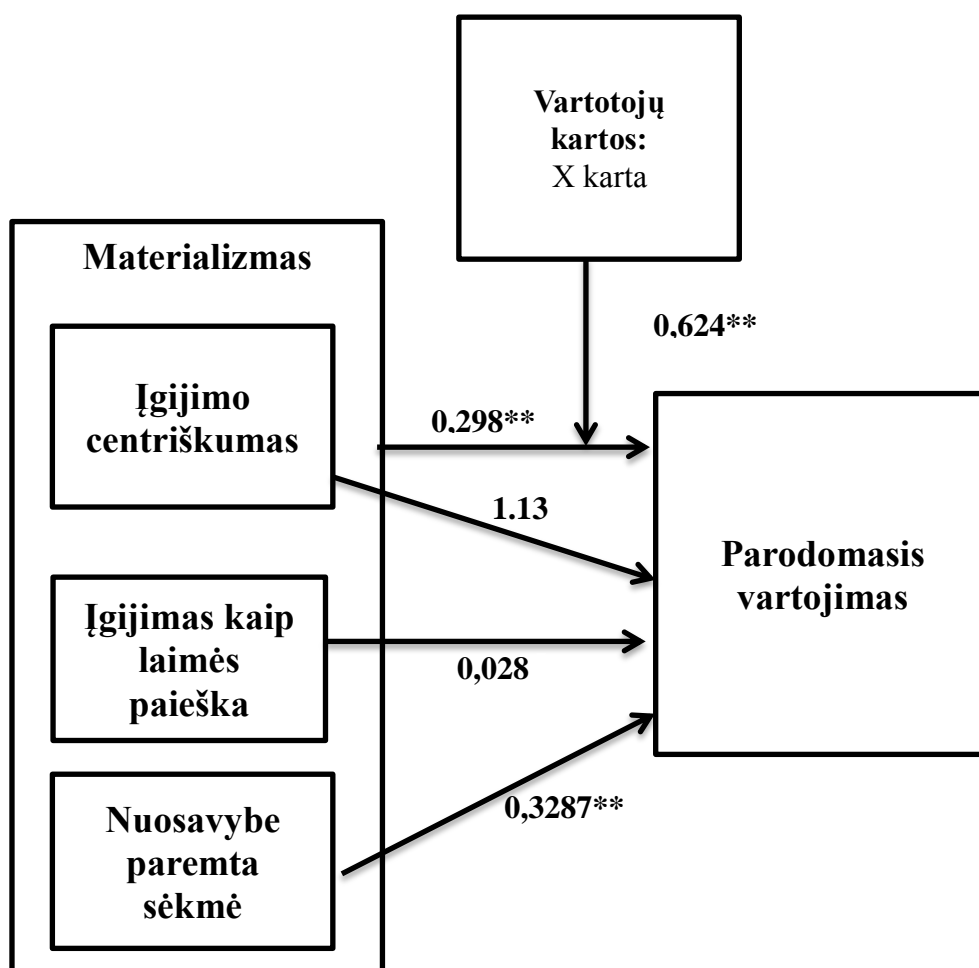 Vartotojų
kartos:
X karta
Materializmas
0,624**
Įgijimo
centriškumas
0,298**
1.13
Parodomasis
vartojimas
Įgijimas kaip
laimės
paieška
0,028
Nuosavybe
paremta
sėkmė
0,3287**